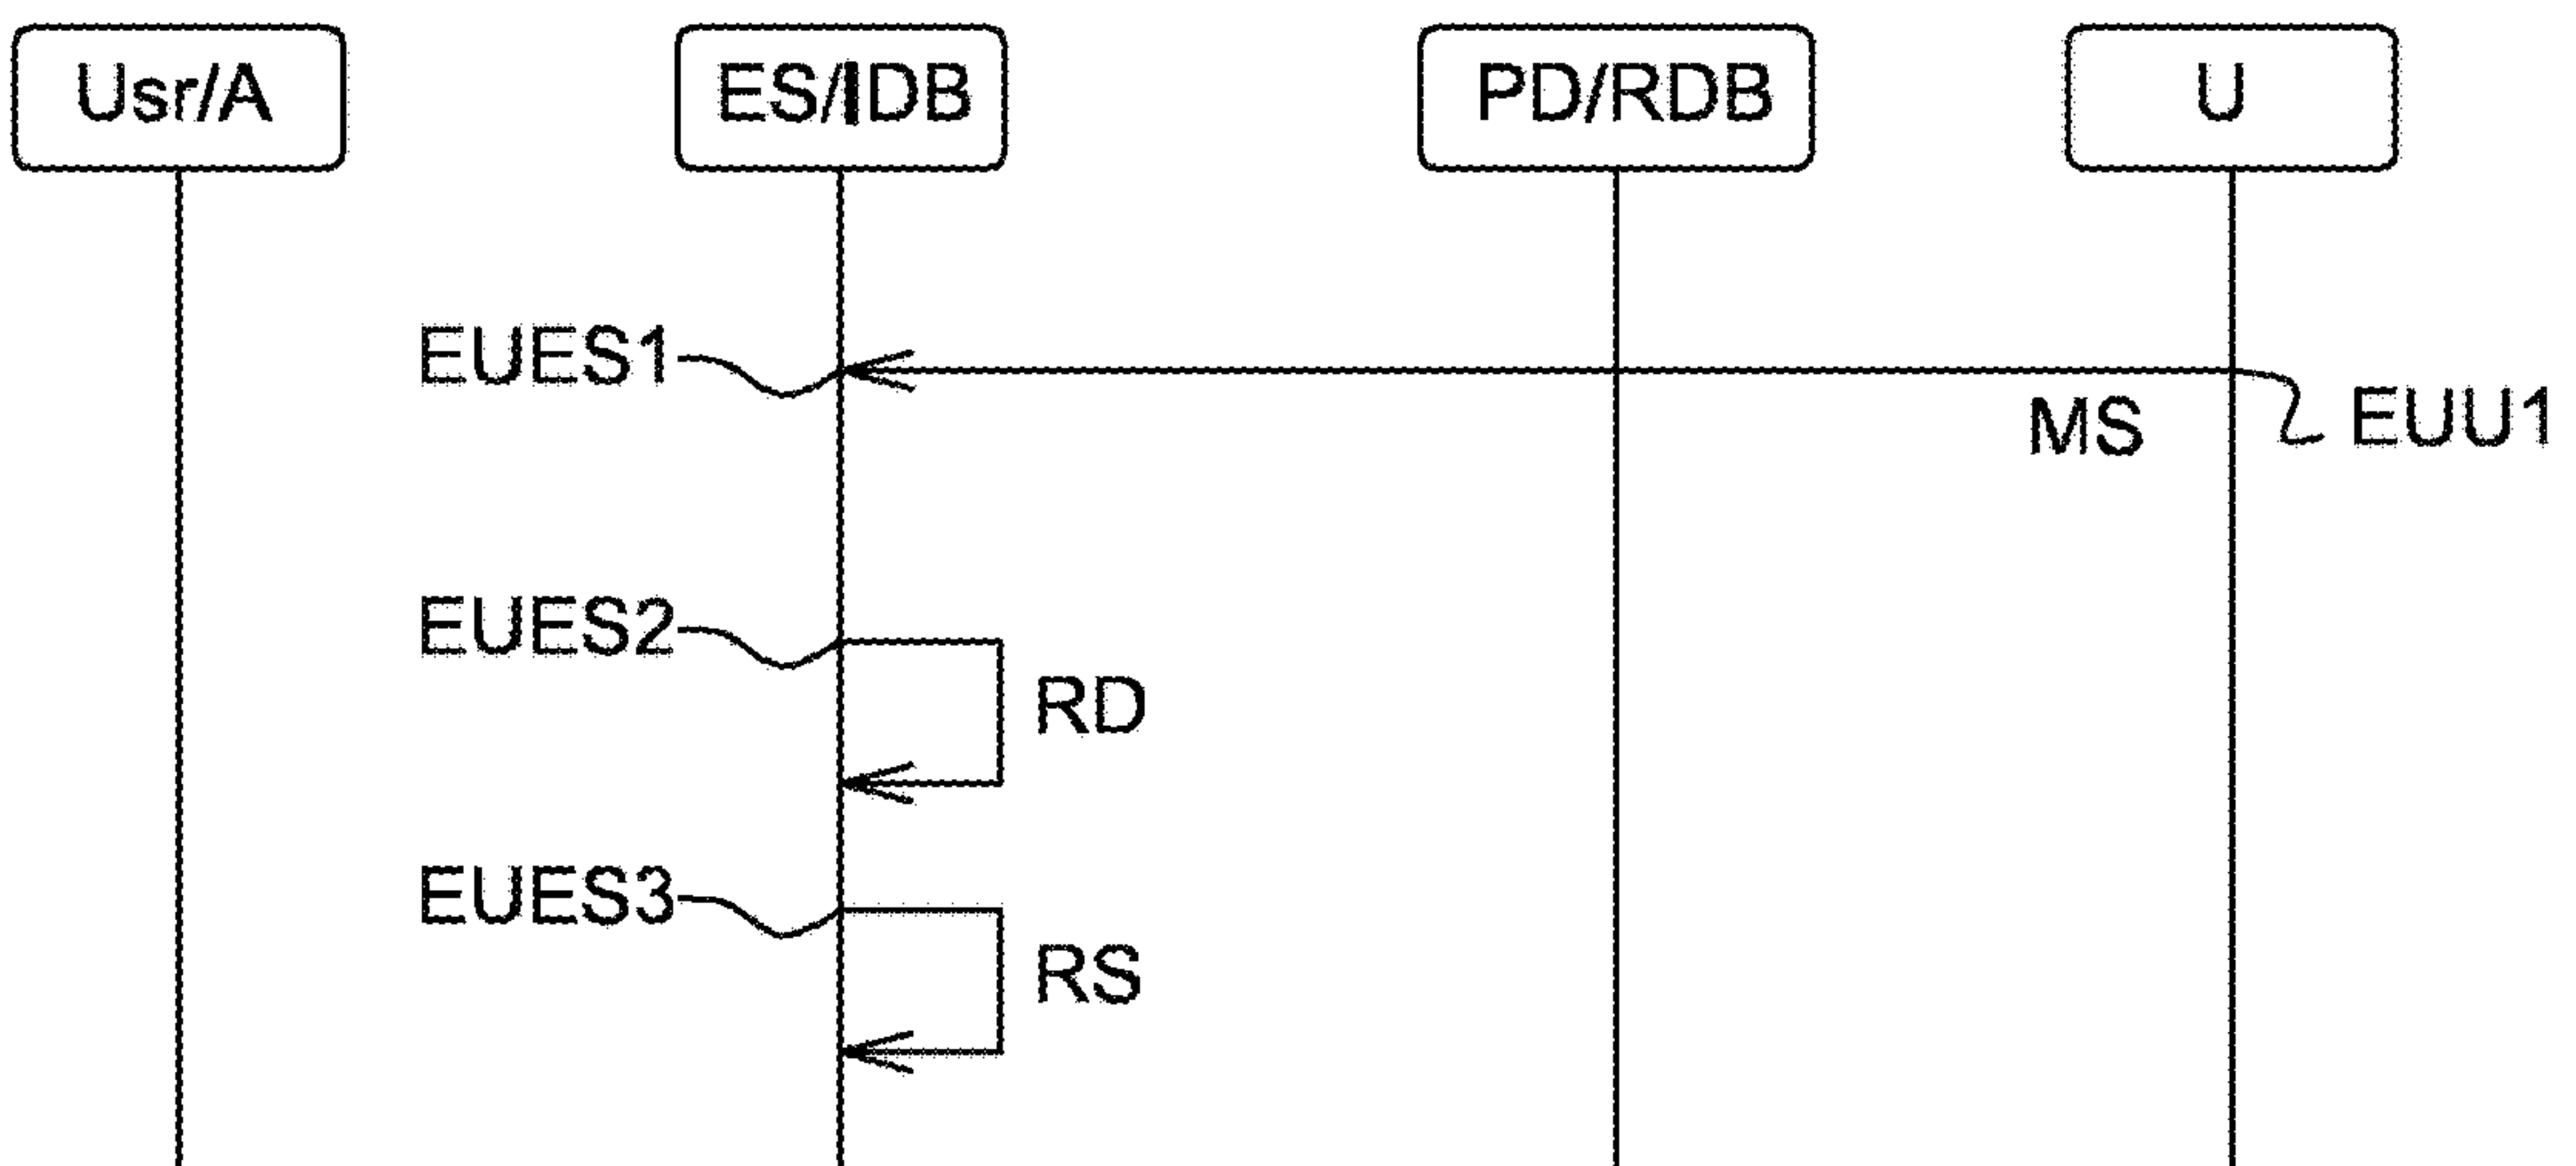 Usr/A
ES/IDB
PD/RDB
U
EUES1
MS
EUU1
EUES2
RD
EUES3
RS